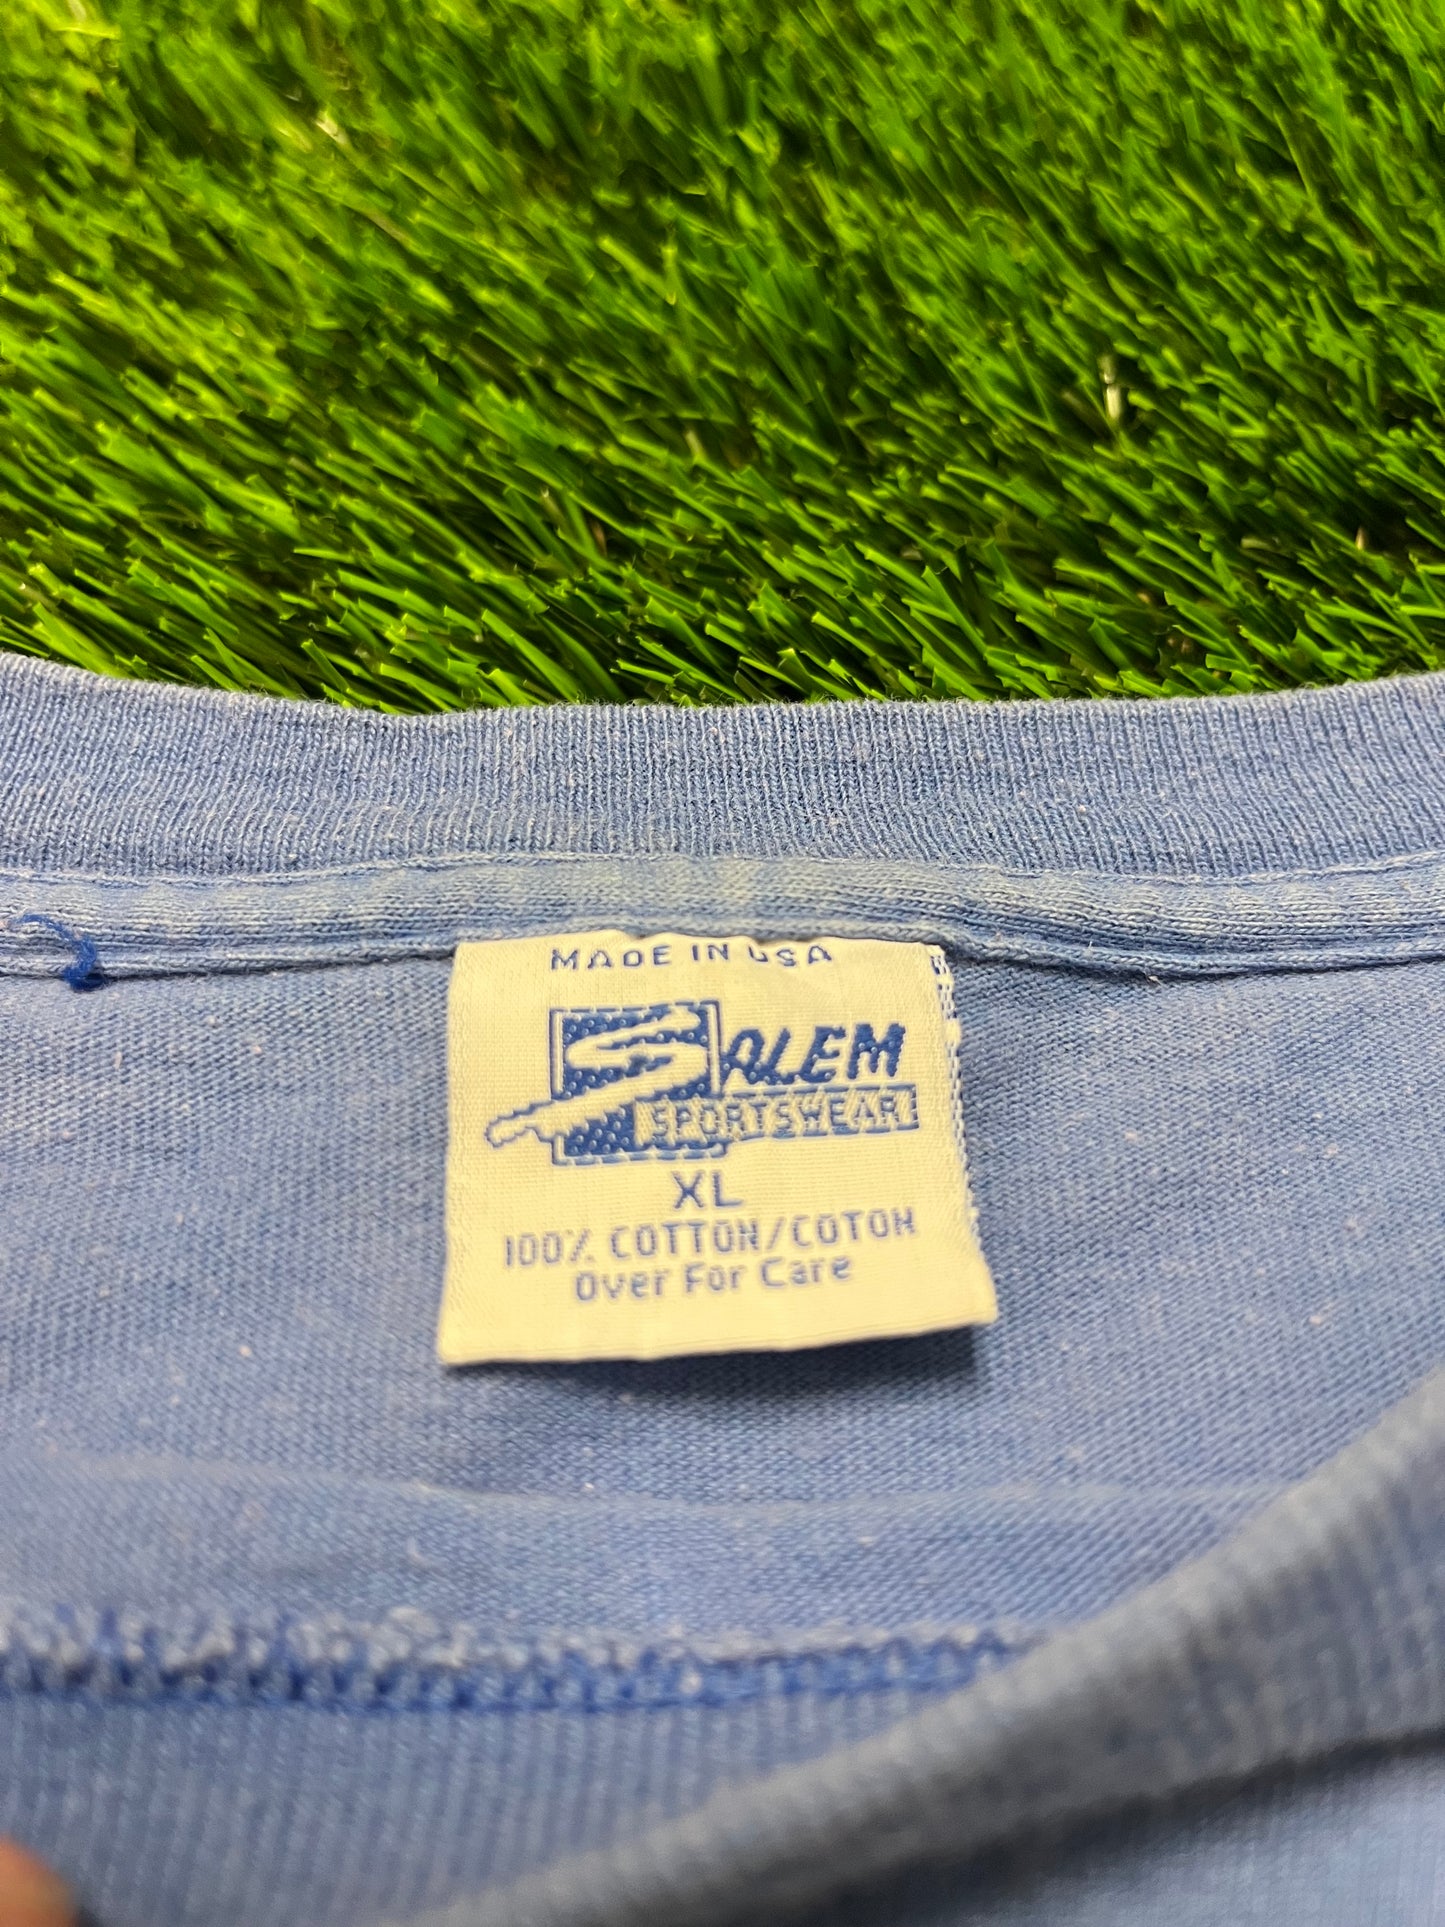 MADE IN USA
SALEM
SPORTSWEAR
XL
100% COTTON/COTON
Over For Care